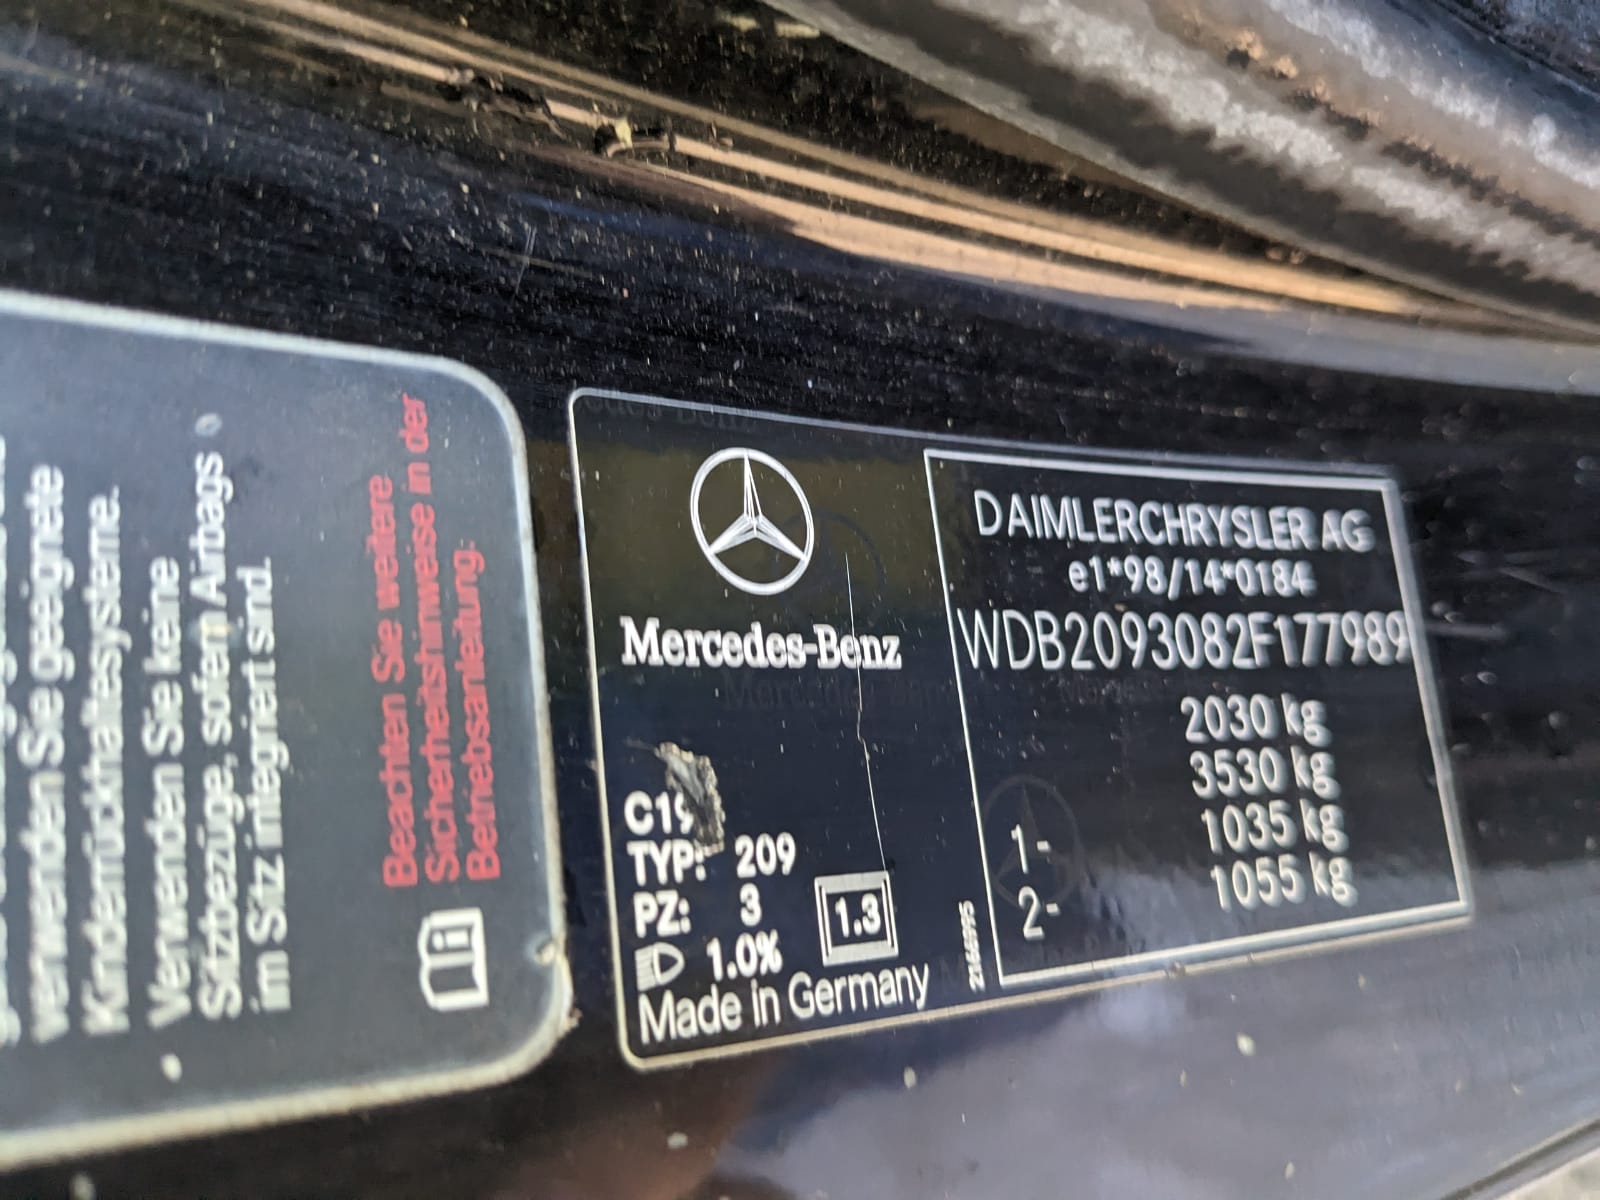 verwenden Sie geeignete
Kinderrückhaltesysteme.
Verwenden Sie keine
Sitzbezüge, sofern Airbags
im Sitz integriert sind.
Beachten Sie weitere
Sicherheitshinweise in der
Betriebsanleitung.
Mercedes-Benz
C19
TYP: 209
PZ: 3
1.0%
1.3
Made in Germany
21666995
DAIMLERCHRYSLER AG
e1*98/14*0184
WDB2093082F177989
2030 kg
3530 kg
1- 1035 kg
2- 1055 kg